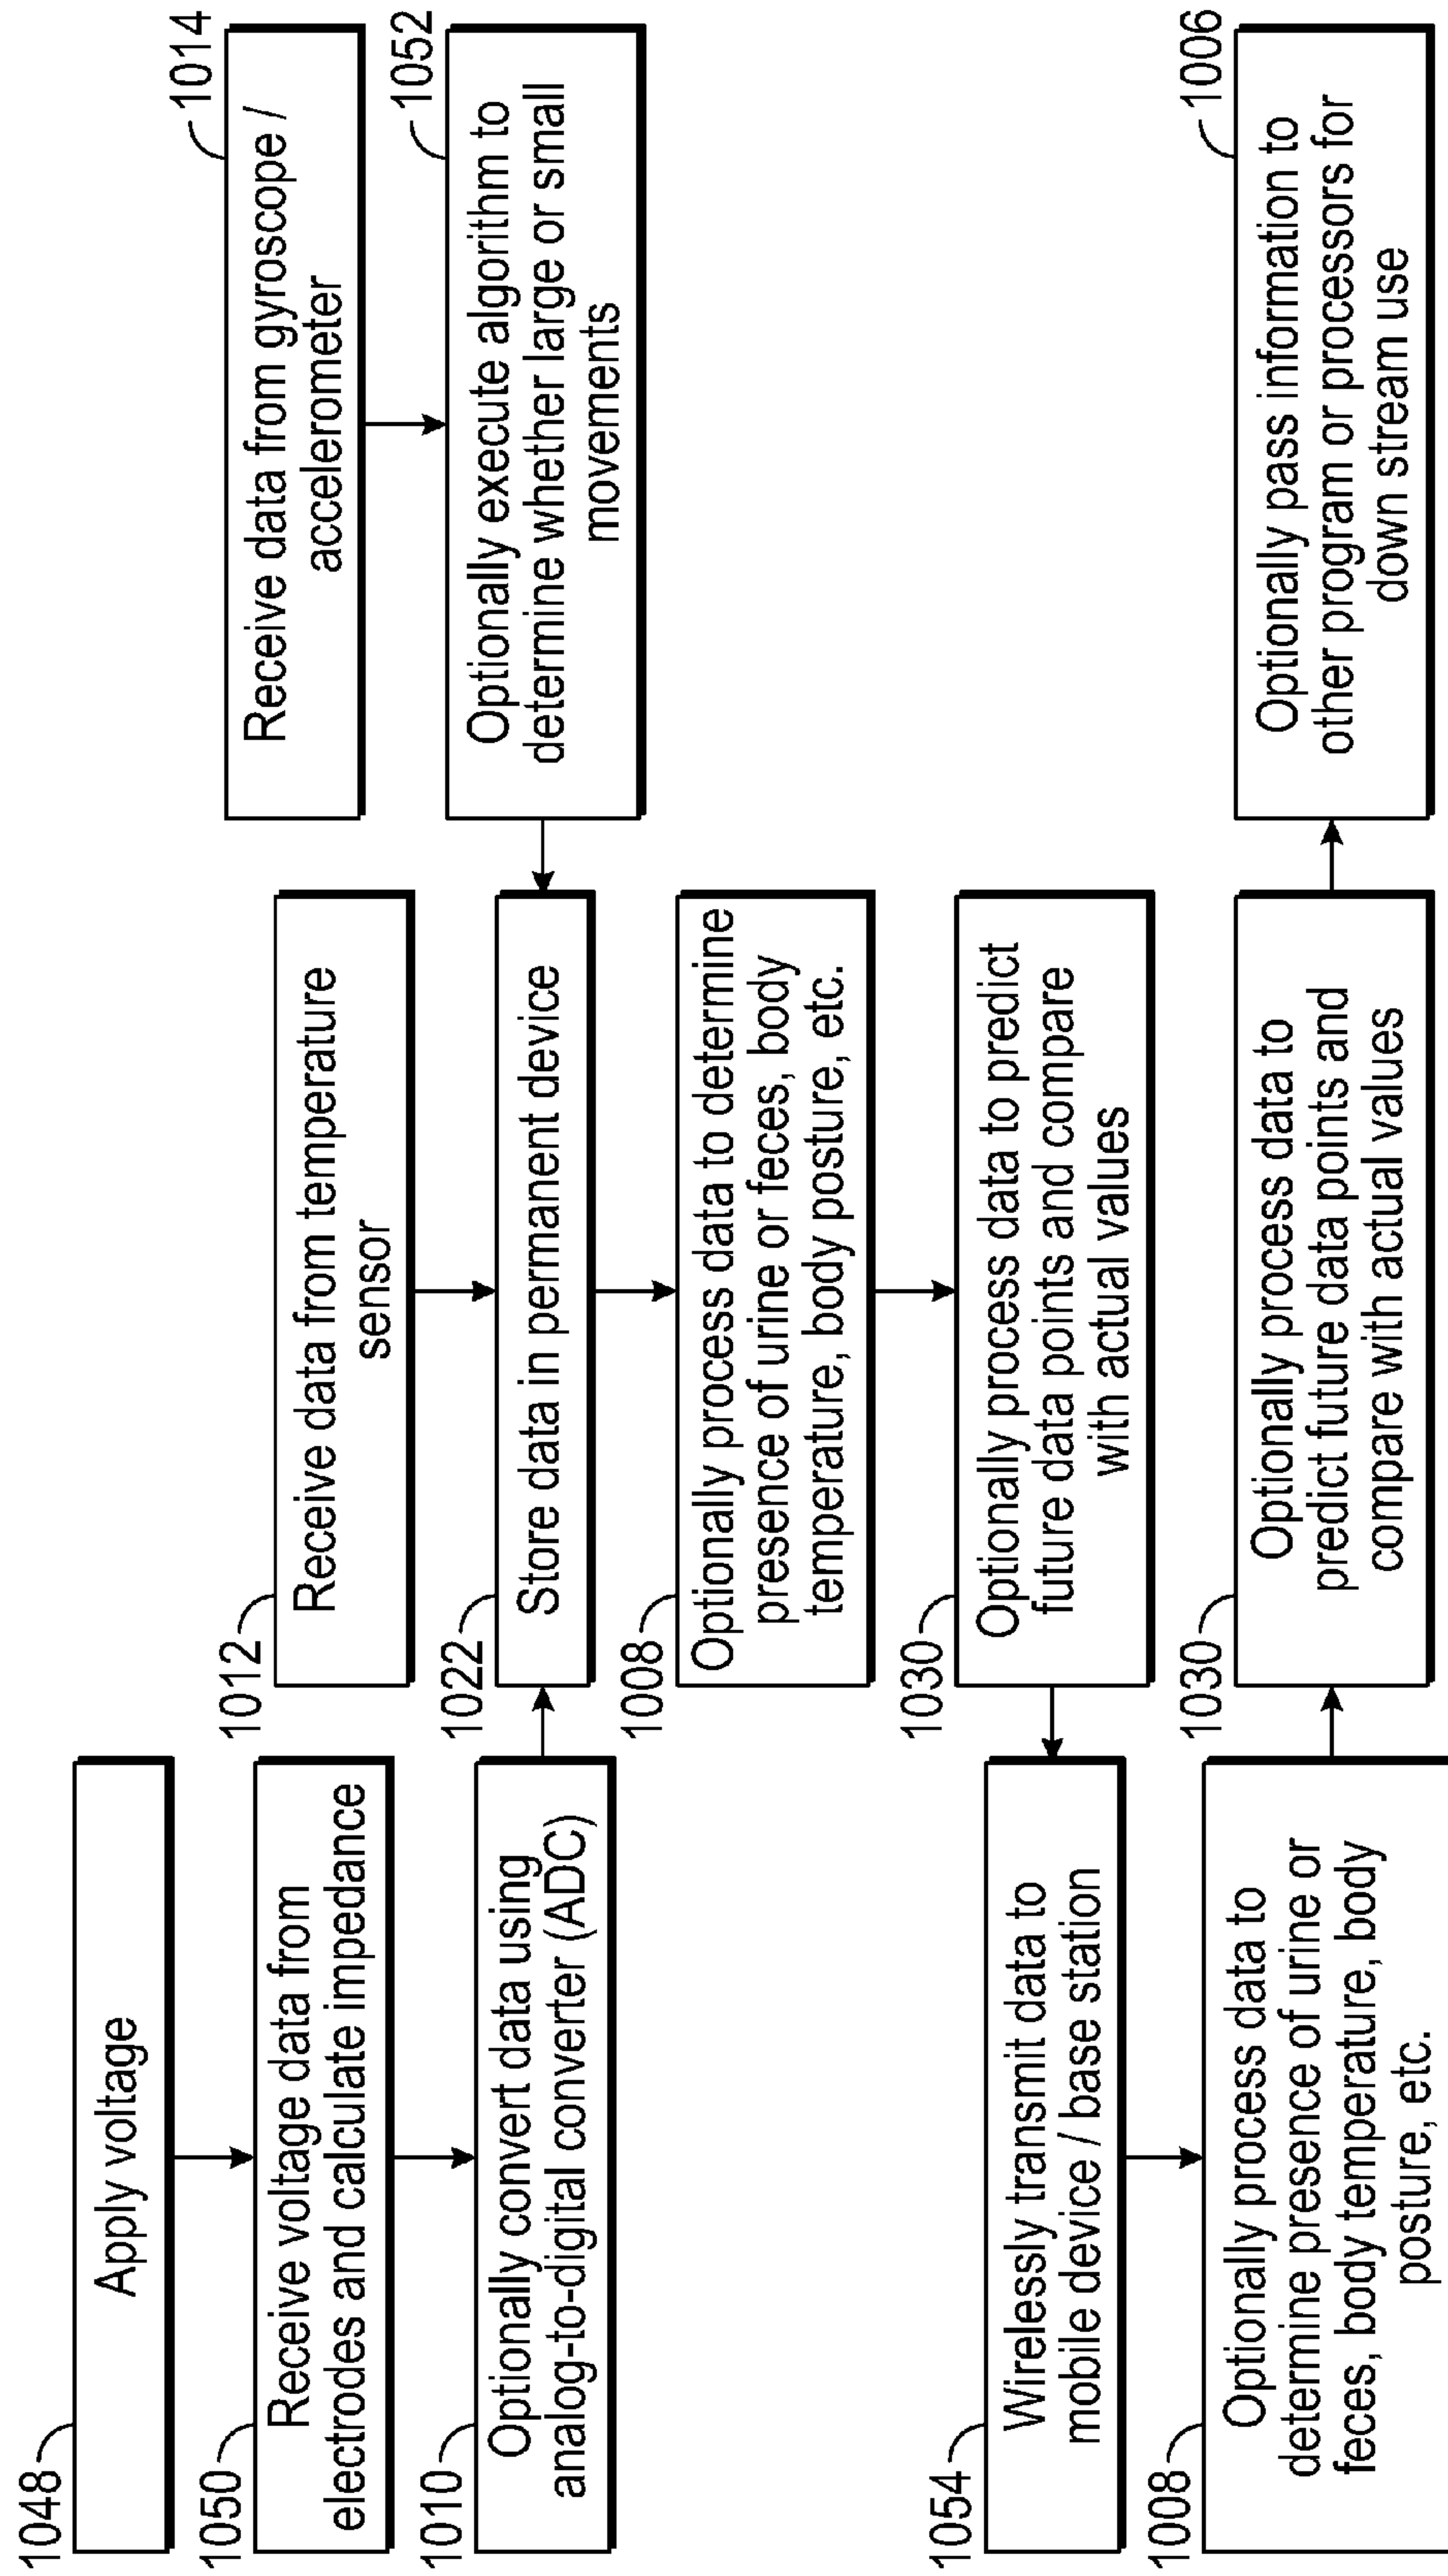 1048
Apply voltage
1050
Receive voltage data from
electrodes and calculate impedance
1010
Optionally convert data using
analog-to-digital converter (ADC)
1012
Receive data from temperature
sensor
1014
Receive data from gyroscope /
accelerometer
1052
Optionally execute algorithm to
determine whether large or small
movements
1022
Store data in permanent device
1008
Optionally process data to determine
presence of urine or feces, body
temperature, body posture, etc.
1030
Optionally process data to predict
future data points and compare
with actual values
1054
Wirelessly transmit data to
mobile device / base station
1008
Optionally process data to
determine presence of urine or
feces, body temperature, body
posture, etc.
1030
Optionally process data to
predict future data points and
compare with actual values
1006
Optionally pass information to
other program or processors for
down stream use